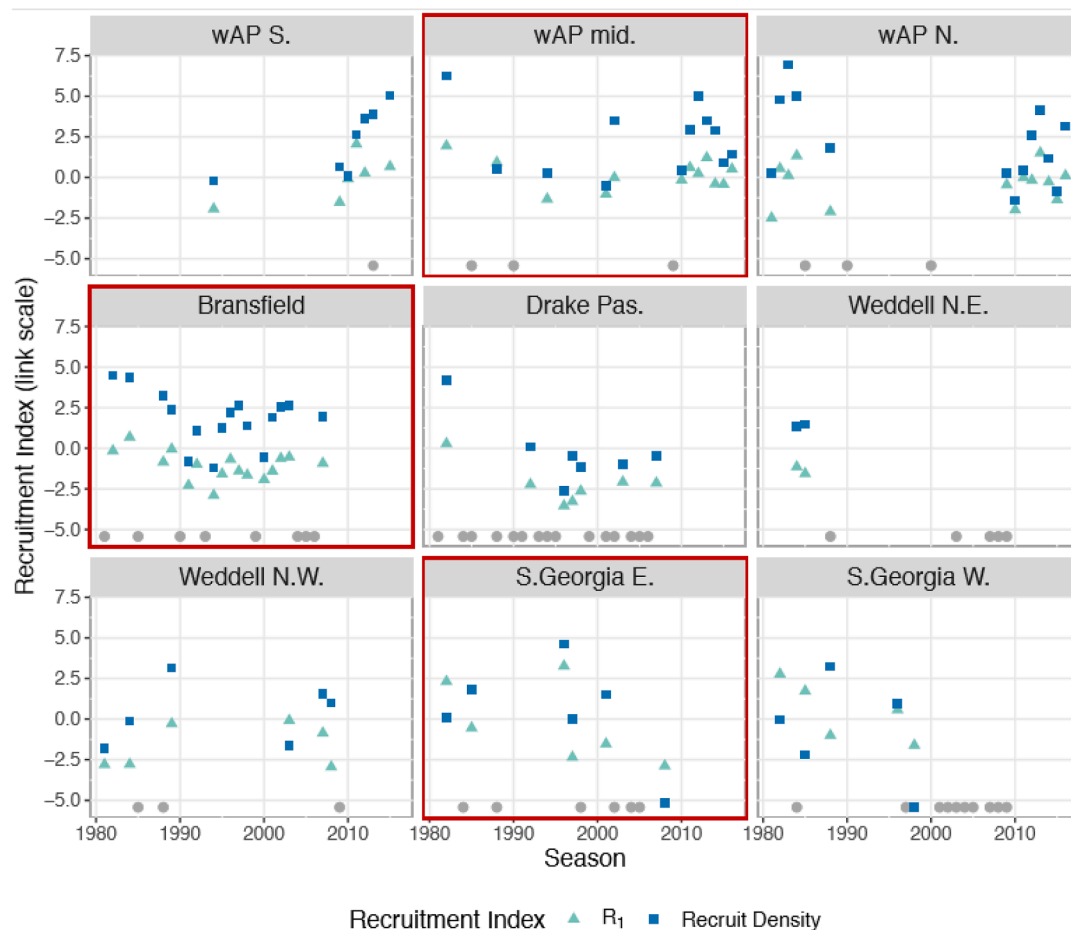 wAP S. wAP mid. wAP N.
7.5
5.0
2.5
0.0
−2.5
−5.0
Bransfield Drake Pas. Weddell N.E.
7.5
5.0
2.5
0.0
−2.5
−5.0
Weddell N.W. S.Georgia E. S.Georgia W.
7.5
5.0
2.5
0.0
−2.5
−5.0
Recruitment Index (link scale)
1980 1990 2000 2010 1980 1990 2000 2010 1980 1990 2000 2010
Season
Recruitment Index R1 Recruit Density